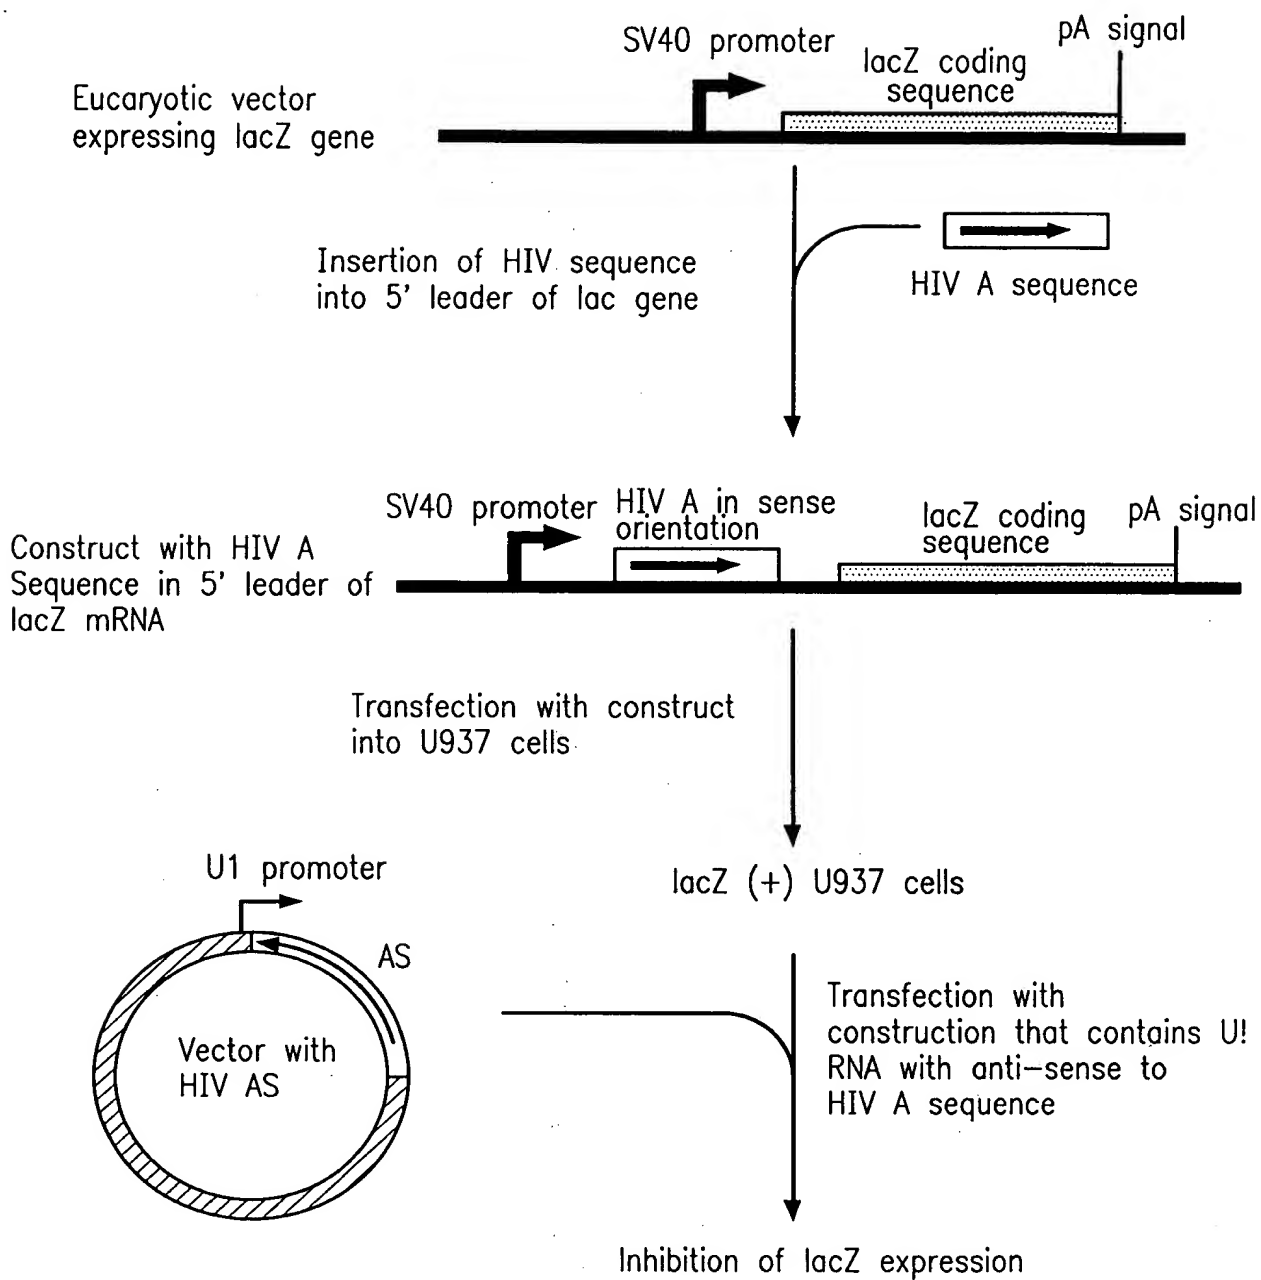 SV40 promoter
pA signal
lacZ coding
sequence
Eucaryotic vector
expressing lacZ gene
Insertion of HIV sequence
into 5' leader of lac gene
HIV A sequence
SV40 promoter
HIV A in sense
orientation
lacZ coding
sequence
pA signal
Construct with HIV A
Sequence in 5' leader of
lacZ mRNA
Transfection with construct
into U937 cells
U1 promoter
lacZ (+) U937 cells
AS
Vector with
HIV AS
Transfection with
construction that contains U!
RNA with anti-sense to
HIV A sequence
Inhibition of lacZ expression